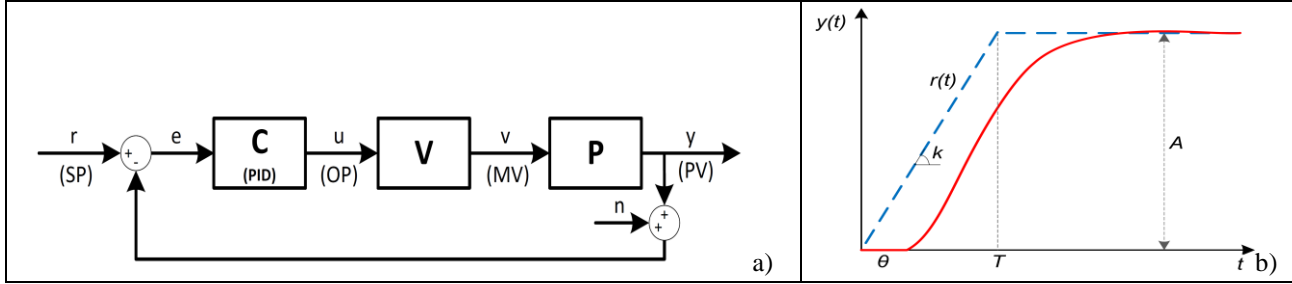 r
(SP)
+
-
e
C
(PID)
u
(OP)
V
v
(MV)
P
y
(PV)
n
+
+
a)
y(t)
r(t)
k
A
θ
T
t
b)